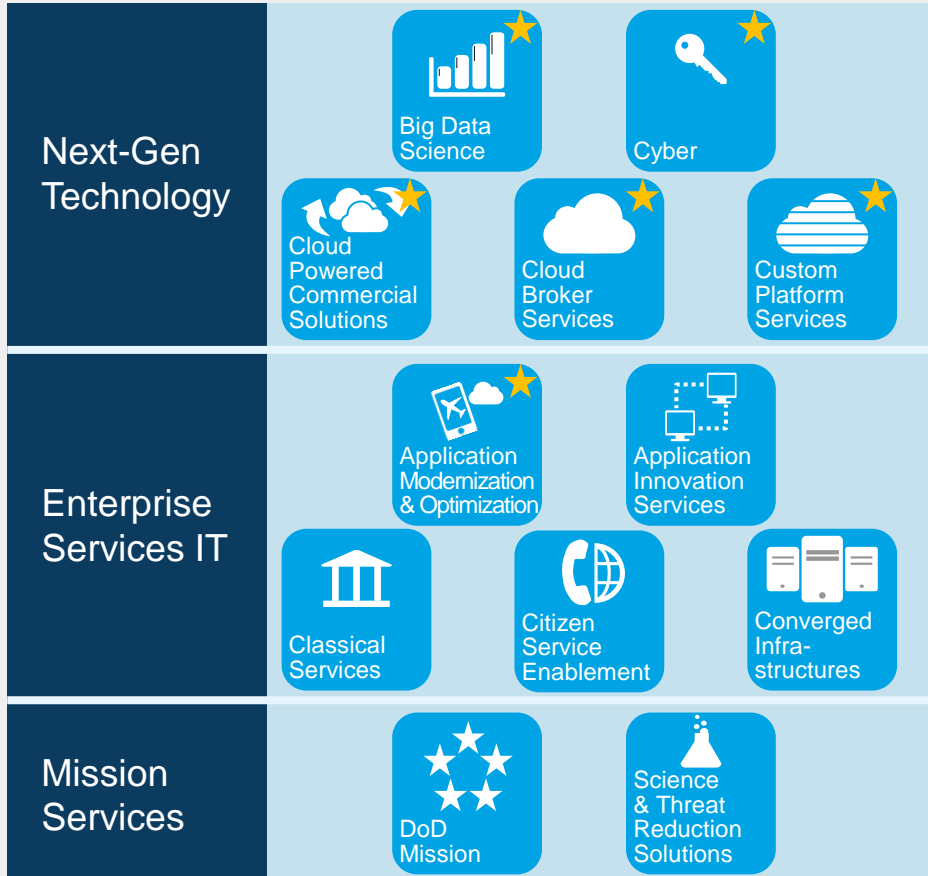 Next-Gen
Technology
Big Data
Science
Cyber
Cloud
Powered
Commercial
Solutions
Cloud
Broker
Services
Custom
Platform
Services
Enterprise
Services IT
Application
Modernization
& Optimization
Application
Innovation
Services
Classical
Services
Citizen
Service
Enablement
Converged
Infra-
structures
Mission
Services
DoD
Mission
Science
& Threat
Reduction
Solutions